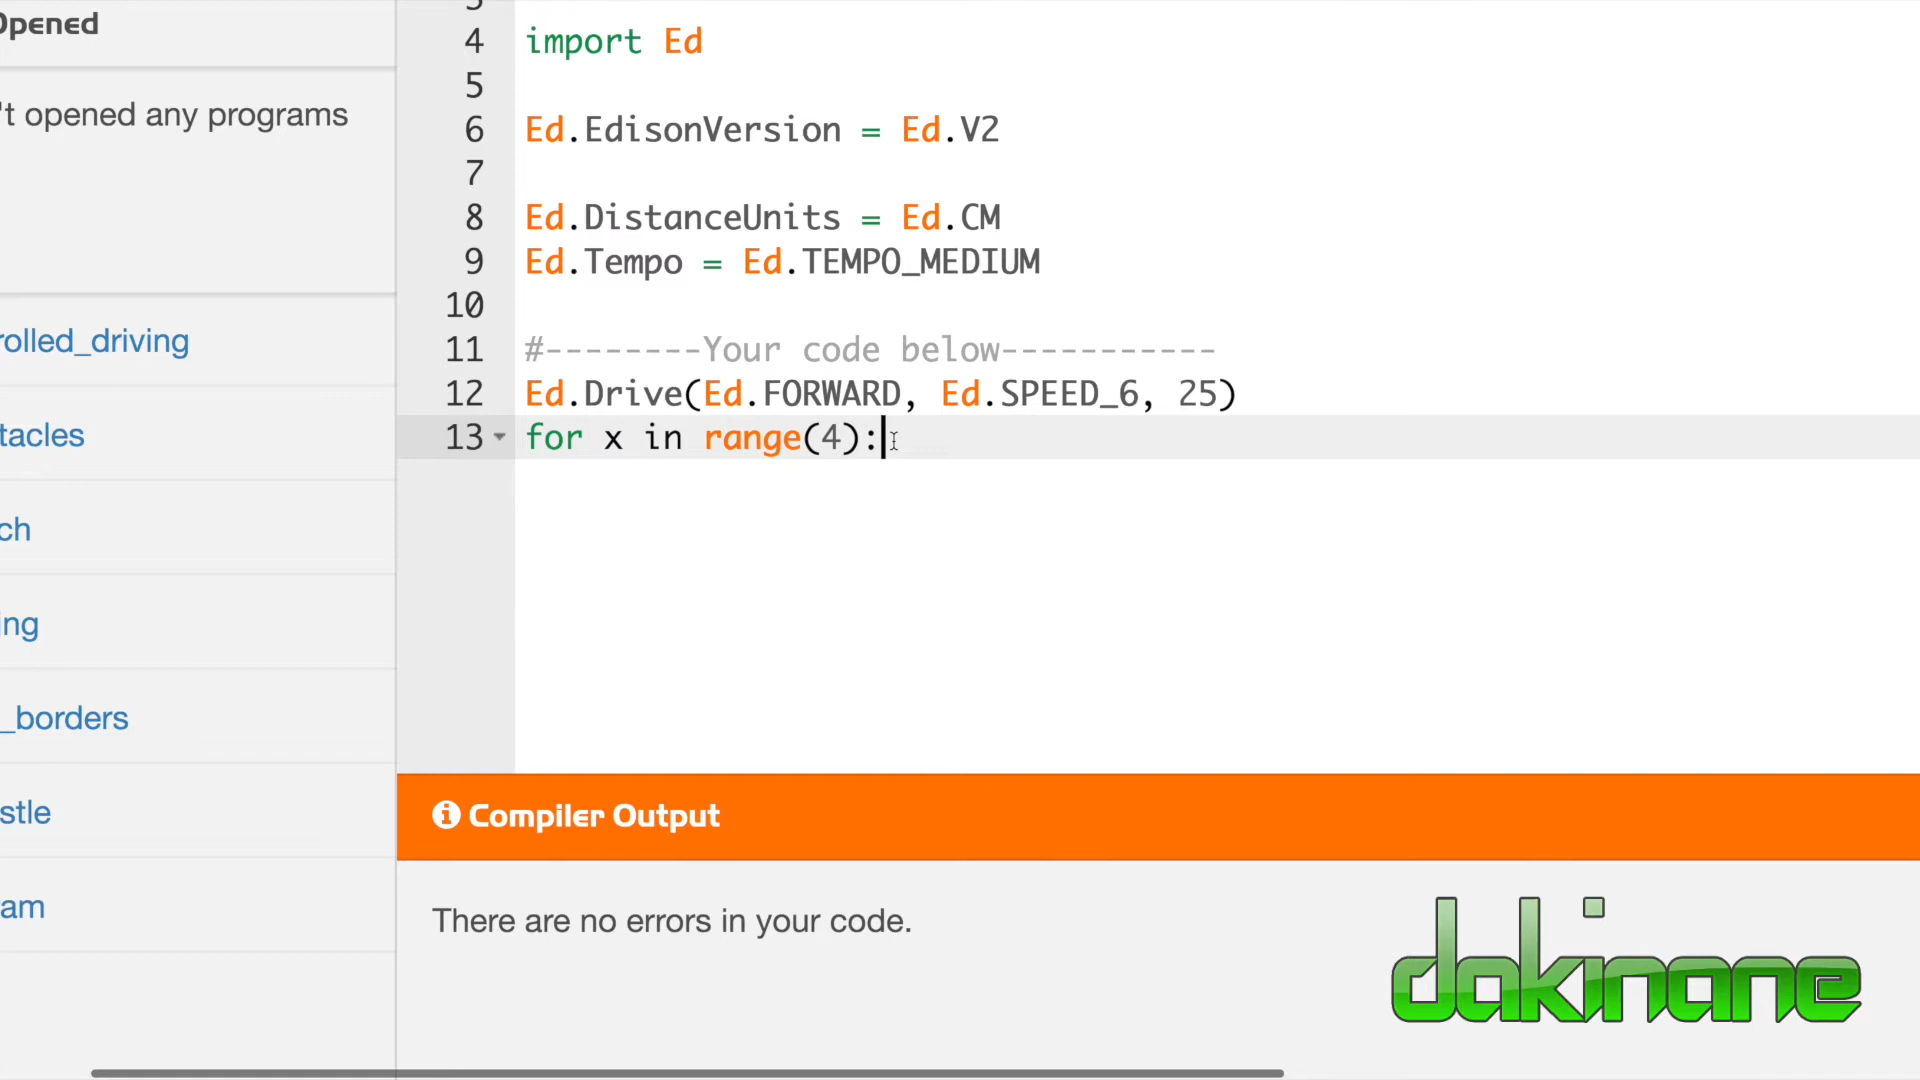 Opened
't opened any programs
rolled_driving
tacles
ch
ing
_borders
stle
am
4 import Ed
5
6 Ed.EdisonVersion = Ed.V2
7
8 Ed.DistanceUnits = Ed.CM
9 Ed.Tempo = Ed.TEMPO_MEDIUM
10
11 #--------Your code below-----------
12 Ed.Drive(Ed.FORWARD, Ed.SPEED_6, 25)
13 for x in range(4):
Compiler Output
There are no errors in your code.
dakinane